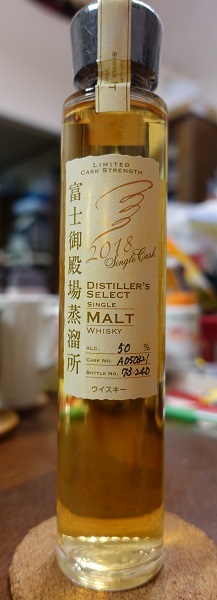 LIMITED
CASK STRENGTH
富士御殿場蒸溜所
2018
Single Cask
DISTILLER'S
SELECT
SINGLE
MALT
WHISKY
ALC. 50 %
CASK NO. A050821
BOTTLE NO. 73.240
ウイスキー